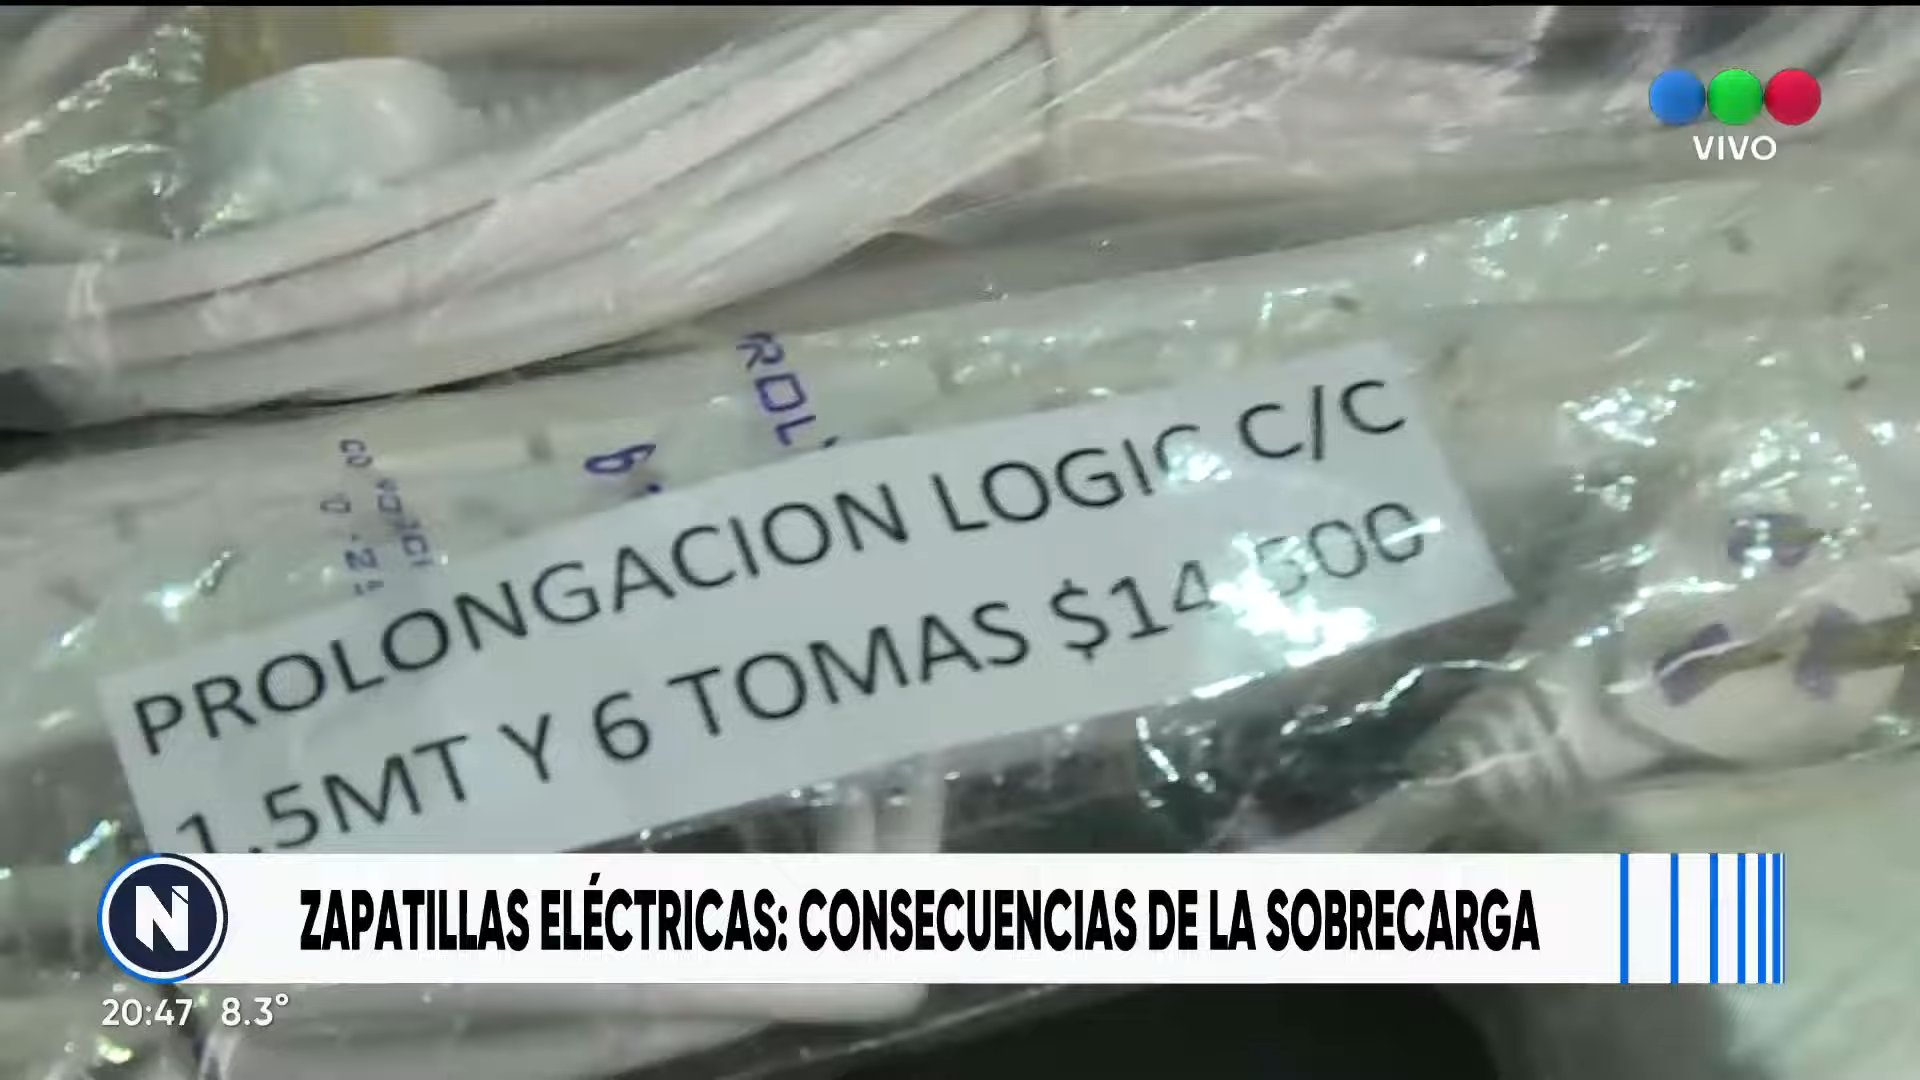 VIVO
PROLONGACION LOGIC C/C
1.5MT Y 6 TOMAS $14.500
N
ZAPATILLAS ELÉCTRICAS: CONSECUENCIAS DE LA SOBRECARGA
20:47 8.3°